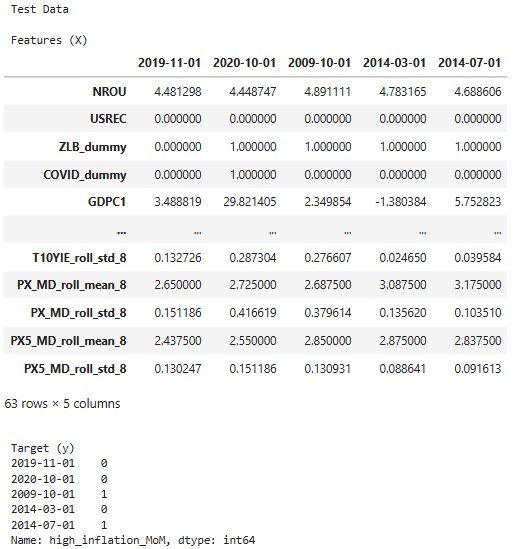 Test Data
Features (X)
2019-11-01 2020-10-01 2009-10-01 2014-03-01 2014-07-01
NROU 4.481298 4.448747 4.891111 4.783165 4.688606
USREC 0.000000 0.000000 0.000000 0.000000 0.000000
ZLB_dummy 0.000000 1.000000 1.000000 1.000000 1.000000
COVID_dummy 0.000000 1.000000 0.000000 0.000000 0.000000
GDPC1 3.488819 29.821405 2.349854 -1.380384 5.752823
... ... ... ... ... ...
T10YIE_roll_std_8 0.132726 0.287304 0.276607 0.024650 0.039584
PX_MD_roll_mean_8 2.650000 2.725000 2.687500 3.087500 3.175000
PX_MD_roll_std_8 0.151186 0.416619 0.379614 0.135620 0.103510
PX5_MD_roll_mean_8 2.437500 2.550000 2.850000 2.875000 2.837500
PX5_MD_roll_std_8 0.130247 0.151186 0.130931 0.088641 0.091613
63 rows × 5 columns
Target (y)
2019-11-01 0
2020-10-01 0
2009-10-01 1
2014-03-01 0
2014-07-01 1
Name: high_inflation_MoM, dtype: int64